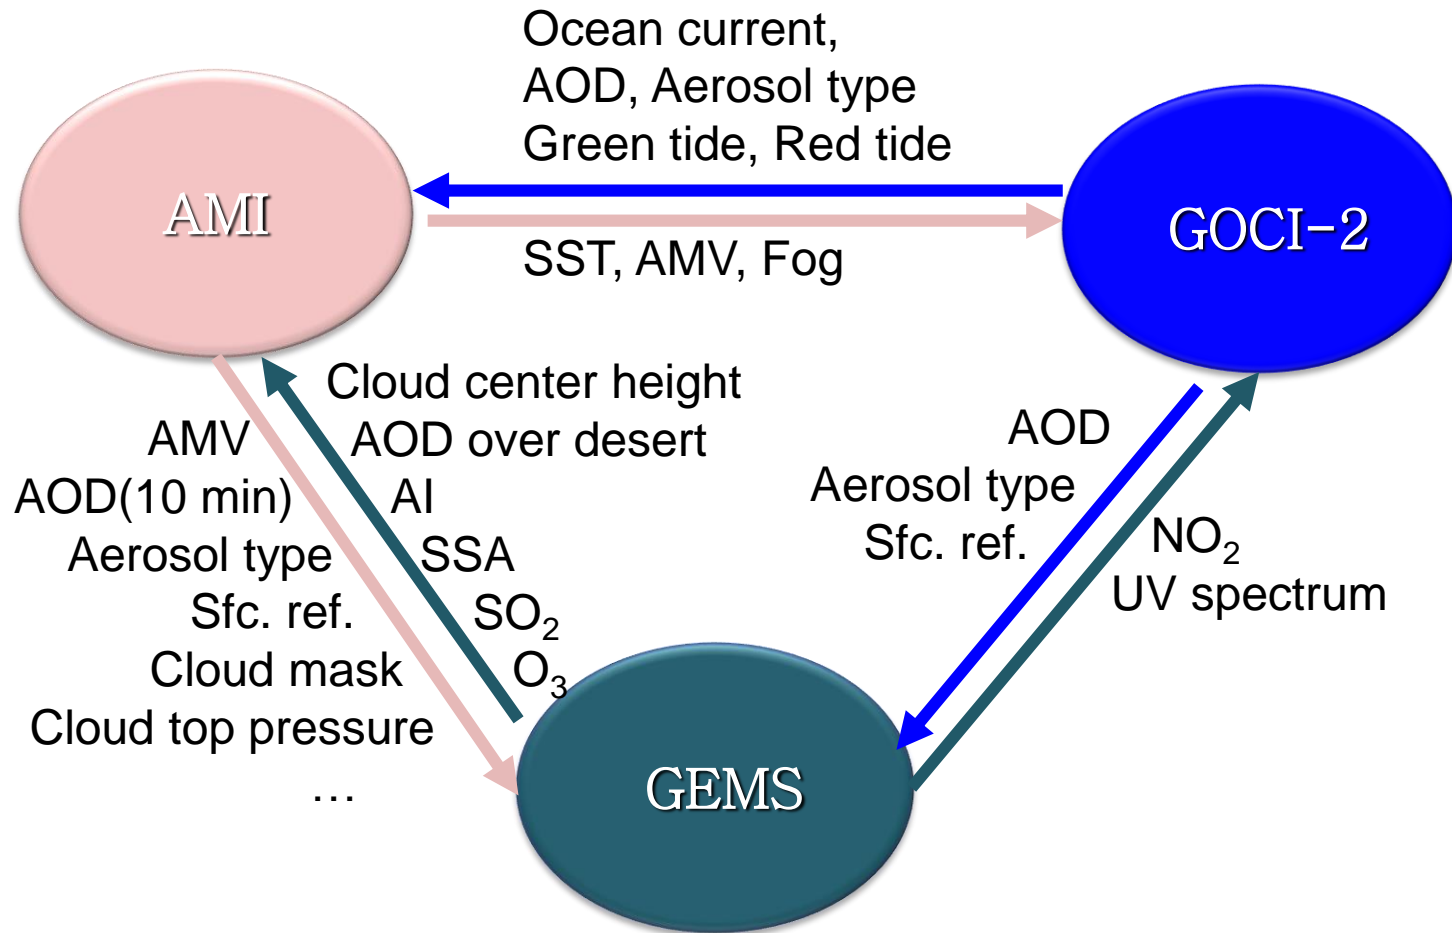 Ocean current,
AOD, Aerosol type
Green tide, Red tide
AMI
GOCI-2
SST, AMV, Fog
Cloud center height
AOD over desert
AI
SSA
SO₂
O₃
AMV
AOD(10 min)
Aerosol type
Sfc. ref.
Cloud mask
Cloud top pressure
…
AOD
Aerosol type
Sfc. ref.
NO₂
UV spectrum
GEMS